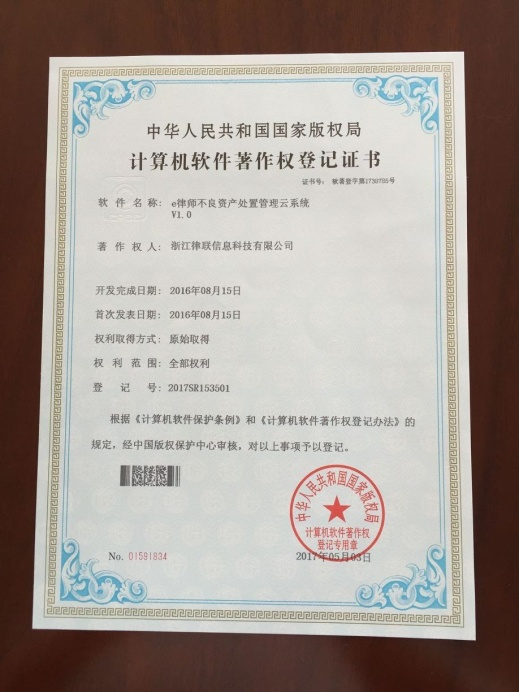 中华人民共和国国家版权局
计算机软件著作权登记证书
证书号: 软著登字第1738785号
软件名称: e律师不良资产处置管理云系统
V1.0
著作权人: 浙江律联信息科技有限公司
开发完成日期: 2016年08月15日
首次发表日期: 2016年08月15日
权利取得方式: 原始取得
权利范围: 全部权利
登记号: 2017SR153501
根据《计算机软件保护条例》和《计算机软件著作权登记办法》的
规定，经中国版权保护中心审核，对以上事项予以登记。
中华人民共和国国家版权局
计算机软件著作权
登记专用章
No. 01591834
2017年05月03日